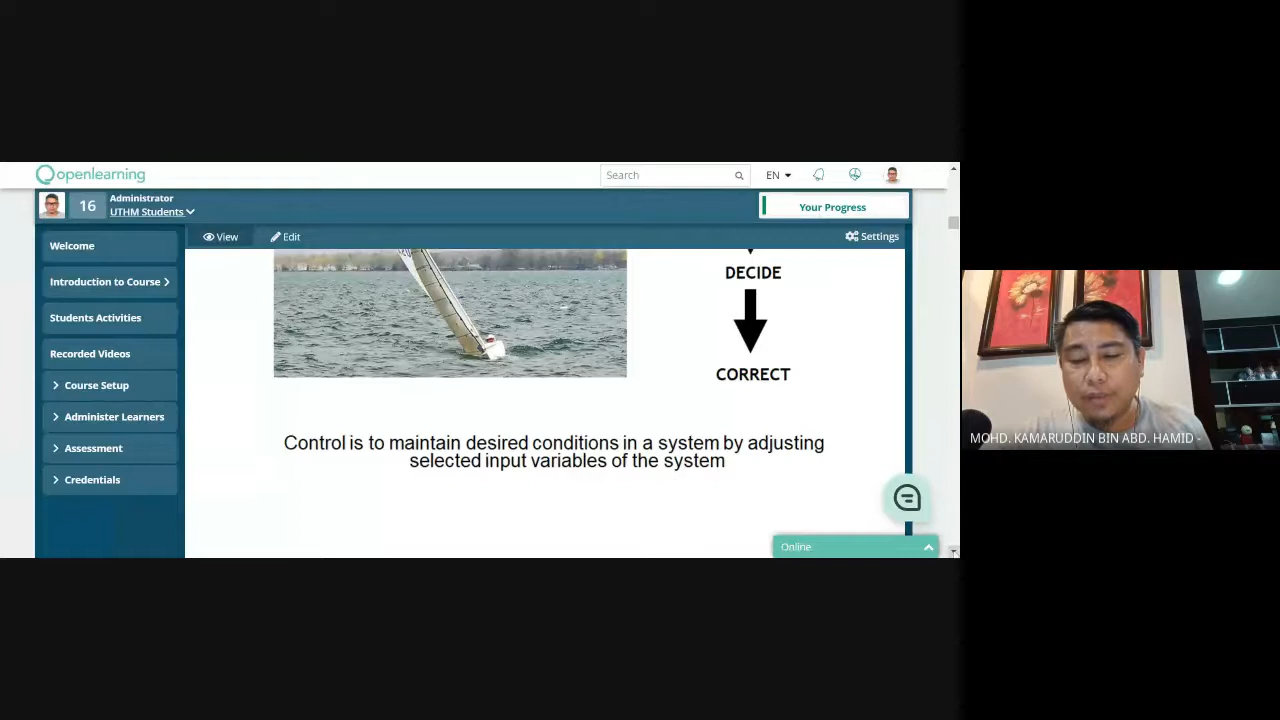 openlearning
Search
EN
16
Administrator
UTHM Students
Your Progress
View
Edit
Settings
Welcome
Introduction to Course
Students Activities
Recorded Videos
Course Setup
Administer Learners
Assessment
Credentials
DECIDE
CORRECT
Control is to maintain desired conditions in a system by adjusting
selected input variables of the system
Online
MOHD. KAMARUDDIN BIN ABD. HAMID -